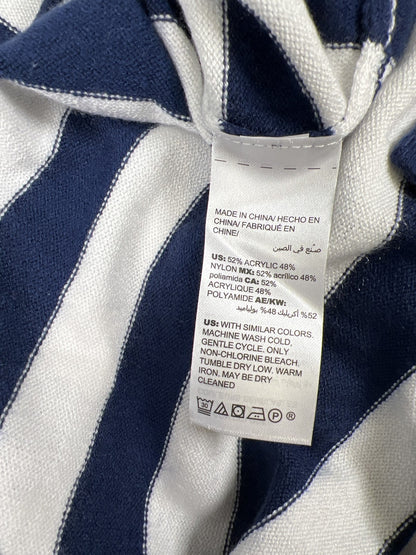 MADE IN CHINA/ HECHO EN
CHINA/ FABRIQUÉ EN
CHINE/
صنع في الصين
US: 52% ACRYLIC 48%
NYLON MX: 52% acrílico 48%
poliamida CA: 52%
ACRYLIQUE 48%
POLYAMIDE AE/KW:
52% أكريليك 48% بولياميد
US: WITH SIMILAR COLORS.
MACHINE WASH COLD,
GENTLE CYCLE, ONLY
NON-CHLORINE BLEACH.
TUMBLE DRY LOW. WARM
IRON. MAY BE DRY
CLEANED
30 P ®